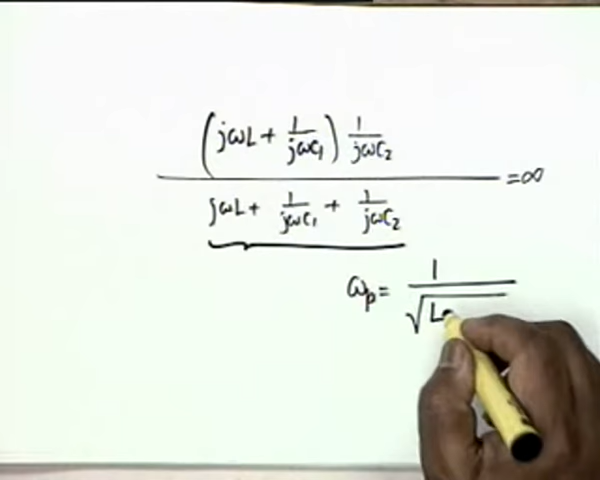 (jωL + 1/jωC₁) 1/jωC₂
jωL + 1/jωC₁ + 1/jωC₂ = ∞
ωp = 1/√L